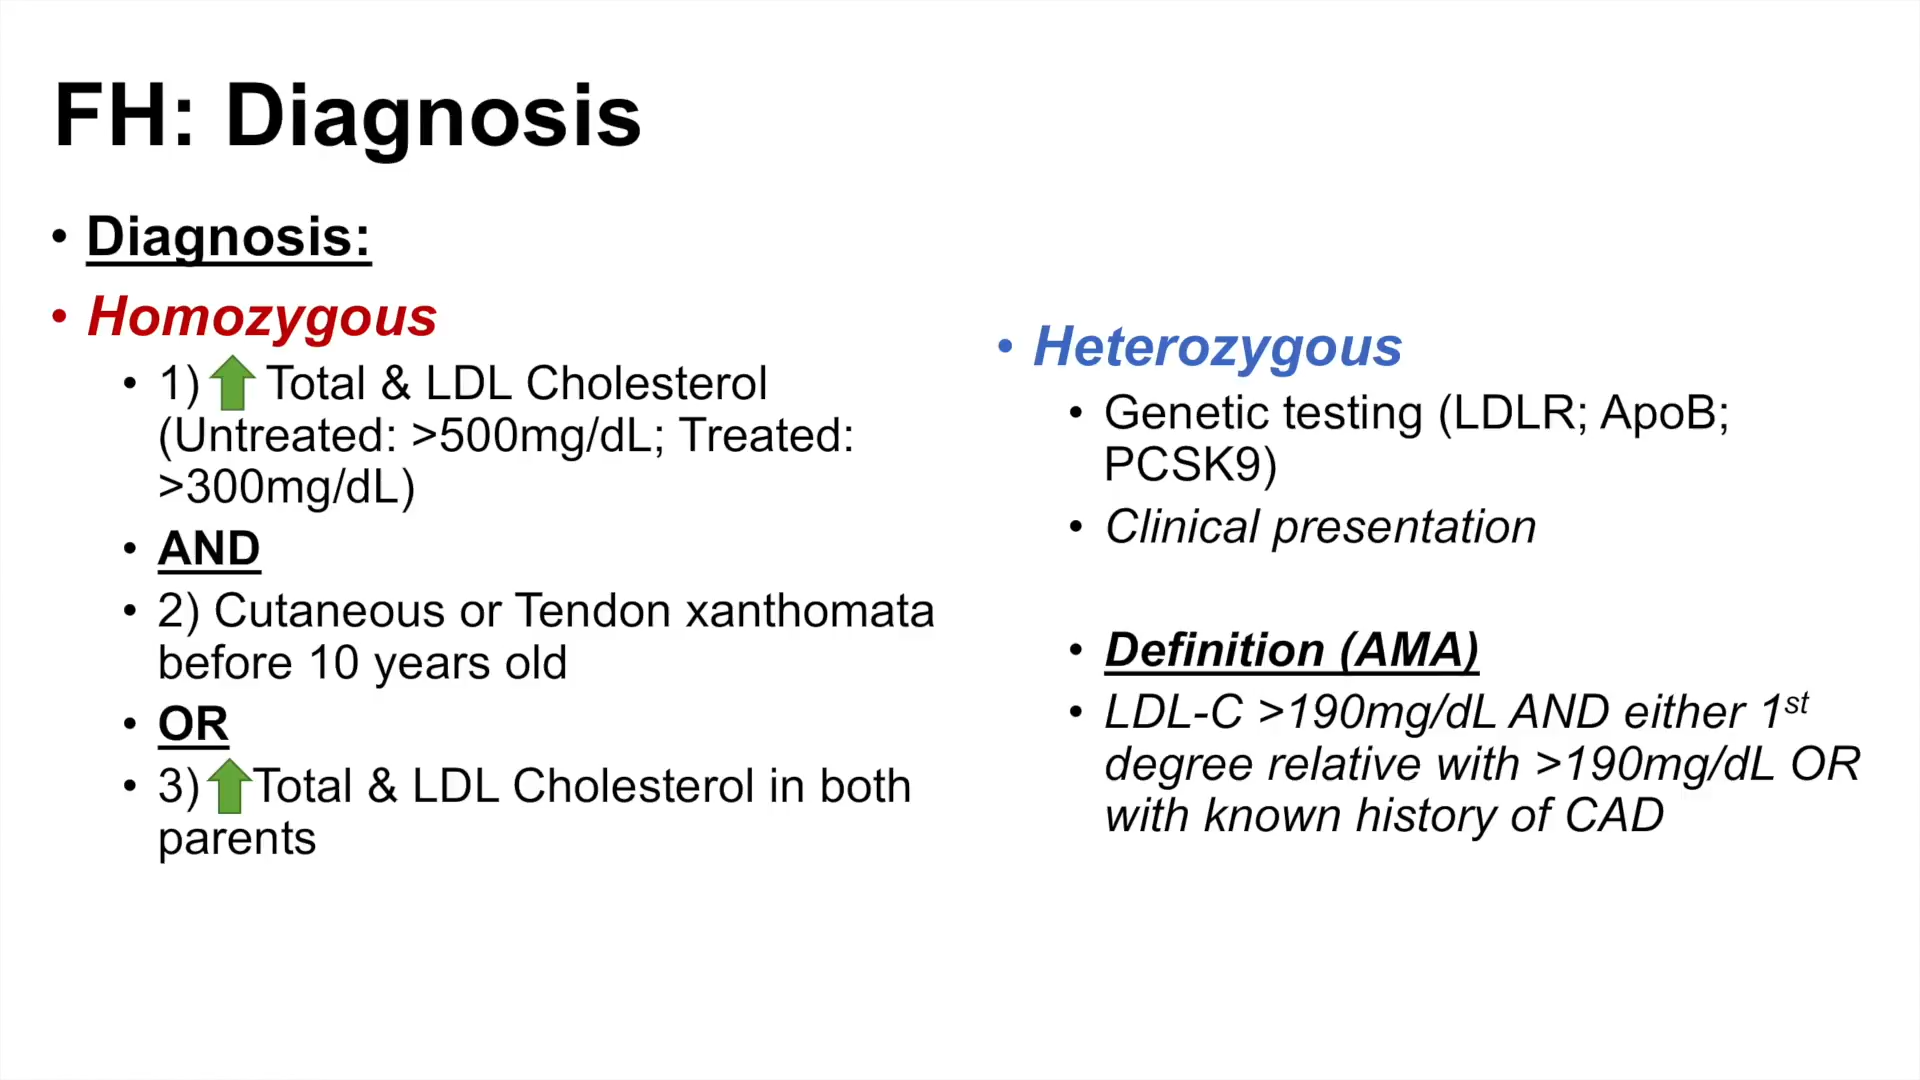 FH: Diagnosis
• Diagnosis:
• Homozygous
• 1) Total & LDL Cholesterol
(Untreated: >500mg/dL; Treated:
>300mg/dL)
• AND
• 2) Cutaneous or Tendon xanthomata
before 10 years old
• OR
• 3) Total & LDL Cholesterol in both
parents
• Heterozygous
• Genetic testing (LDLR; ApoB;
PCSK9)
• Clinical presentation
• Definition (AMA)
• LDL-C >190mg/dL AND either 1st
degree relative with >190mg/dL OR
with known history of CAD